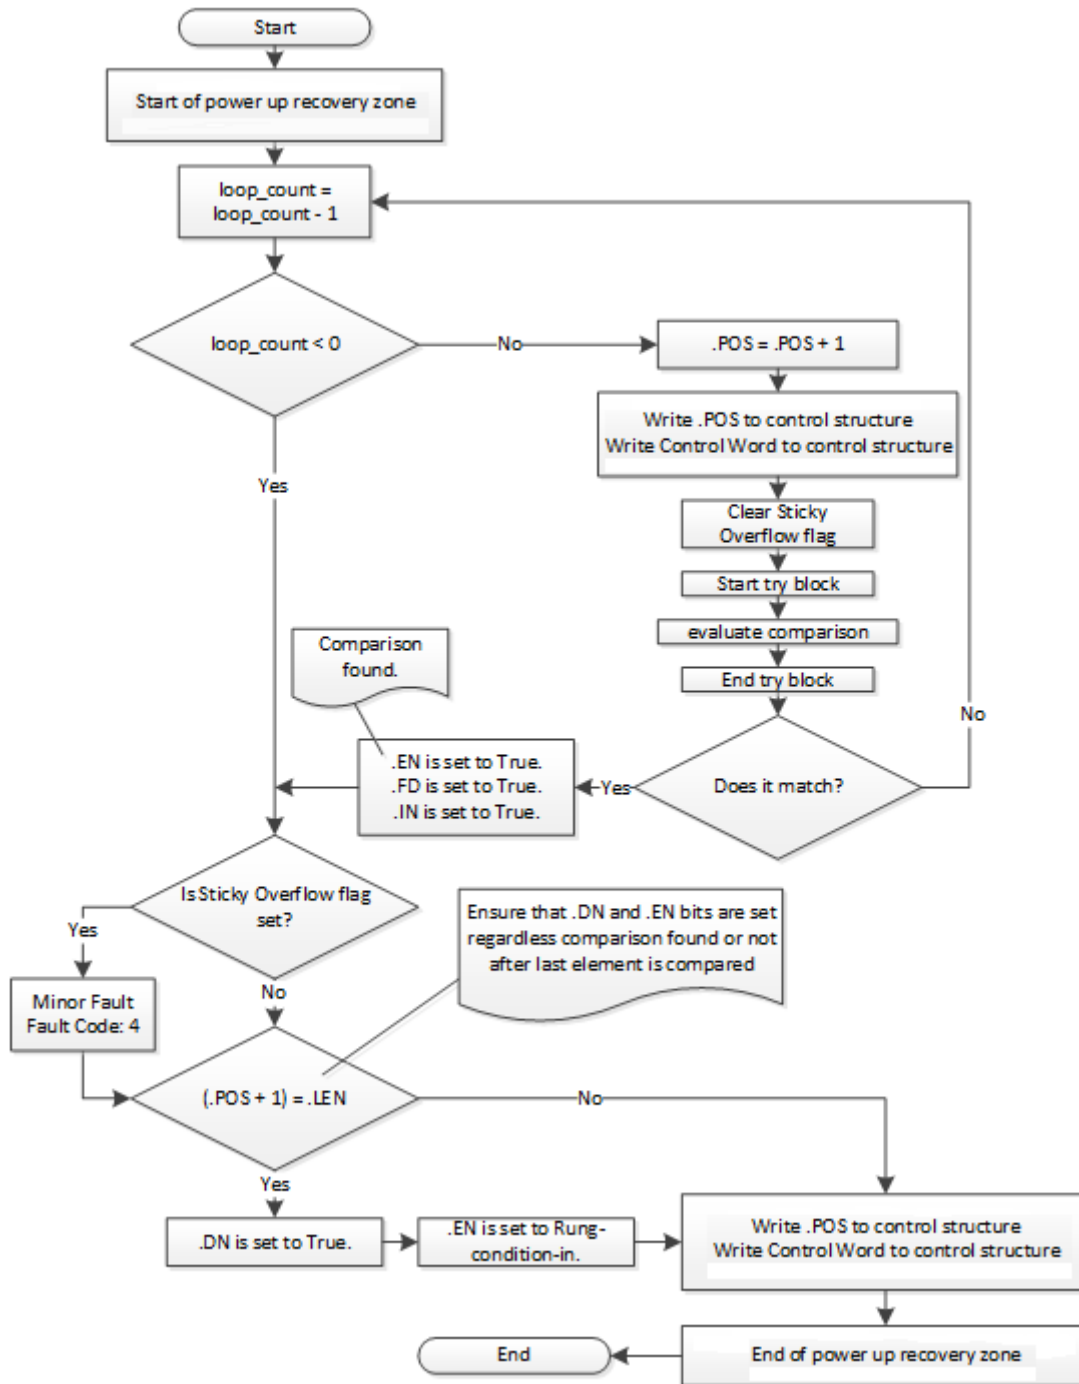 Start
Start of power up recovery zone
loop_count =
loop_count - 1
loop_count < 0
No
.POS = .POS + 1
Write .POS to control structure
Write Control Word to control structure
Yes
Clear Sticky
Overflow flag
Start try block
evaluate comparison
End try block
Comparison
found.
No
.EN is set to True.
.FD is set to True.
.IN is set to True.
Yes
Does it match?
Is Sticky Overflow flag
set?
Yes
Ensure that .DN and .EN bits are set
regardless comparison found or not
after last element is compared
No
Minor Fault
Fault Code: 4
(.POS + 1) = .LEN
No
Yes
.DN is set to True.
.EN is set to Rung-
condition-in.
Write .POS to control structure
Write Control Word to control structure
End
End of power up recovery zone